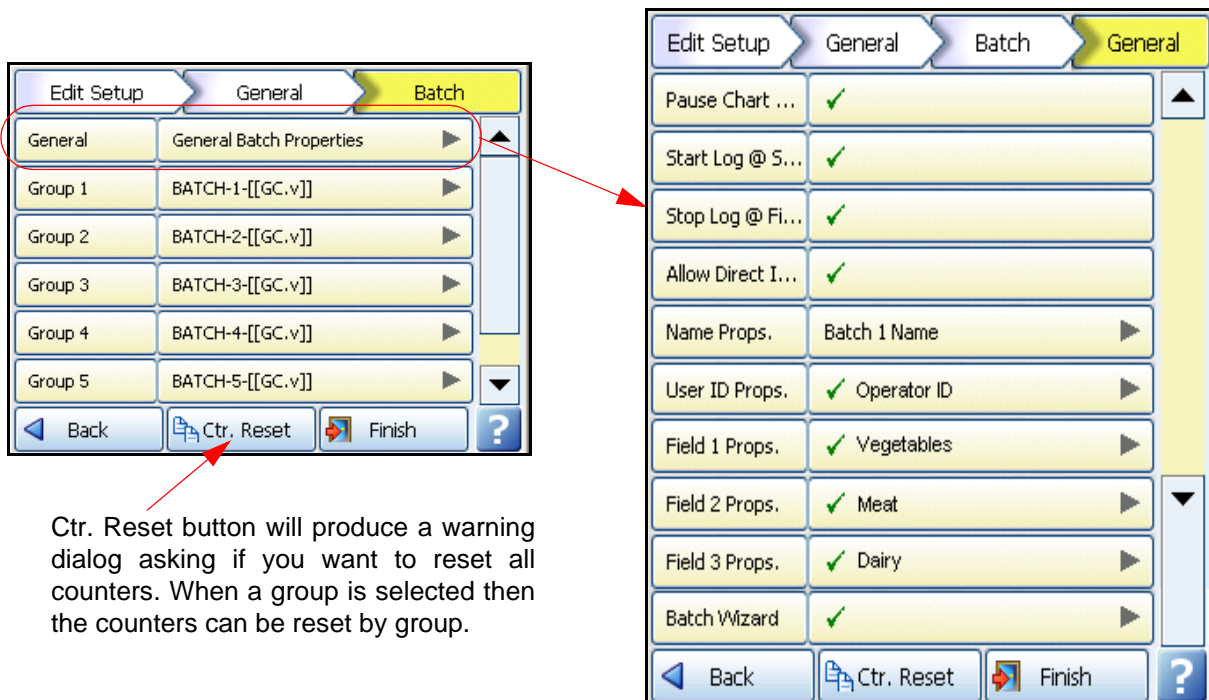 Edit Setup General Batch
General General Batch Properties
Group 1 BATCH-1-[[GC.v]]
Group 2 BATCH-2-[[GC.v]]
Group 3 BATCH-3-[[GC.v]]
Group 4 BATCH-4-[[GC.v]]
Group 5 BATCH-5-[[GC.v]]
Back Ctr. Reset Finish ?
Ctr. Reset button will produce a warning
dialog asking if you want to reset all
counters. When a group is selected then
the counters can be reset by group.
Edit Setup General Batch General
Pause Chart ...
Start Log @ S...
Stop Log @ Fi...
Allow Direct I...
Name Props. Batch 1 Name
User ID Props. ✓ Operator ID
Field 1 Props. ✓ Vegetables
Field 2 Props. ✓ Meat
Field 3 Props. ✓ Dairy
Batch Wizard
Back Ctr. Reset Finish ?